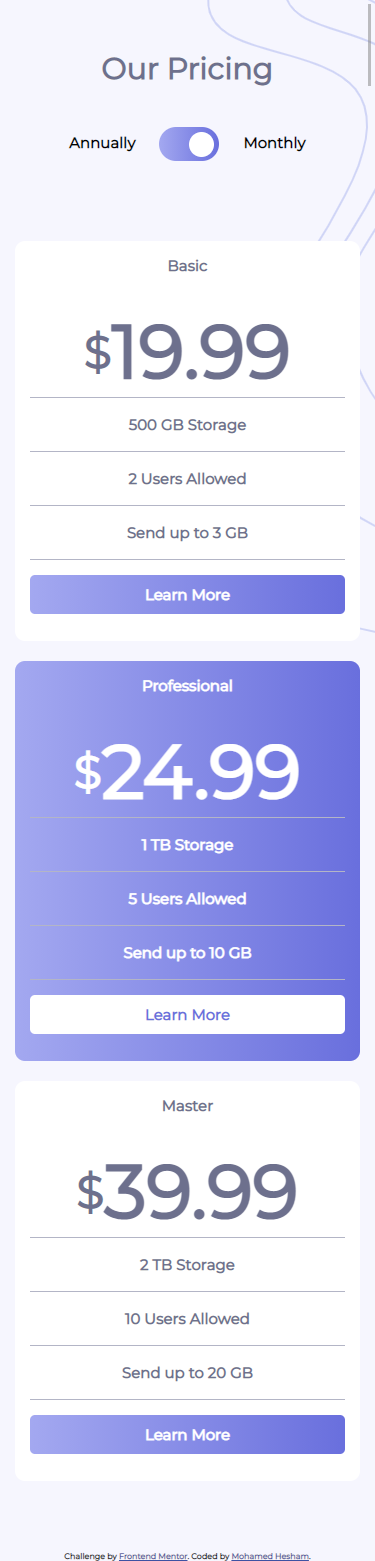 Our Pricing
Annually Monthly
Basic
$19.99
500 GB Storage
2 Users Allowed
Send up to 3 GB
Learn More
Professional
$24.99
1 TB Storage
5 Users Allowed
Send up to 10 GB
Learn More
Master
$39.99
2 TB Storage
10 Users Allowed
Send up to 20 GB
Learn More
Challenge by Frontend Mentor. Coded by Mohamed Hesham.